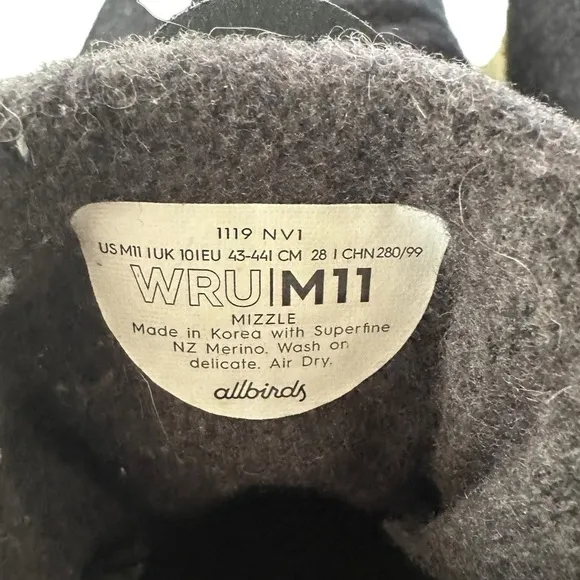 1119 NV1
US M11 | UK 10 | EU 43-44 | CM 28 | CHN 280/99
WRU|M11
MIZZLE
Made in Korea with Superfine
NZ Merino. Wash on
delicate. Air Dry.
allbirds